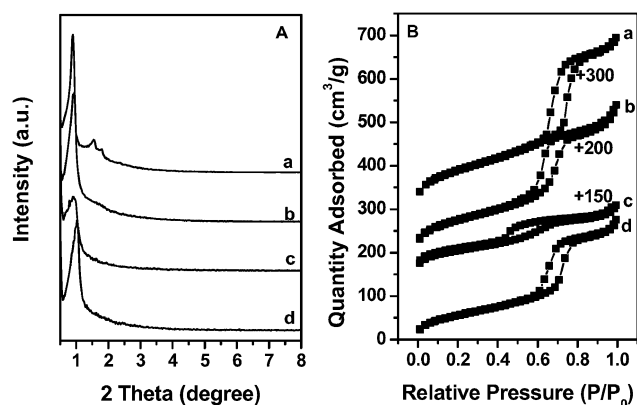 A
Intensity (a.u.)
a
b
c
d
1 2 3 4 5 6 7 8
2 Theta (degree)
B
Quantity Adsorbed (cm³/g)
700
600
500
400
300
200
100
0
a
+300
b
+200
+150
c
d
0.0 0.2 0.4 0.6 0.8 1.0
Relative Pressure (P/P₀)